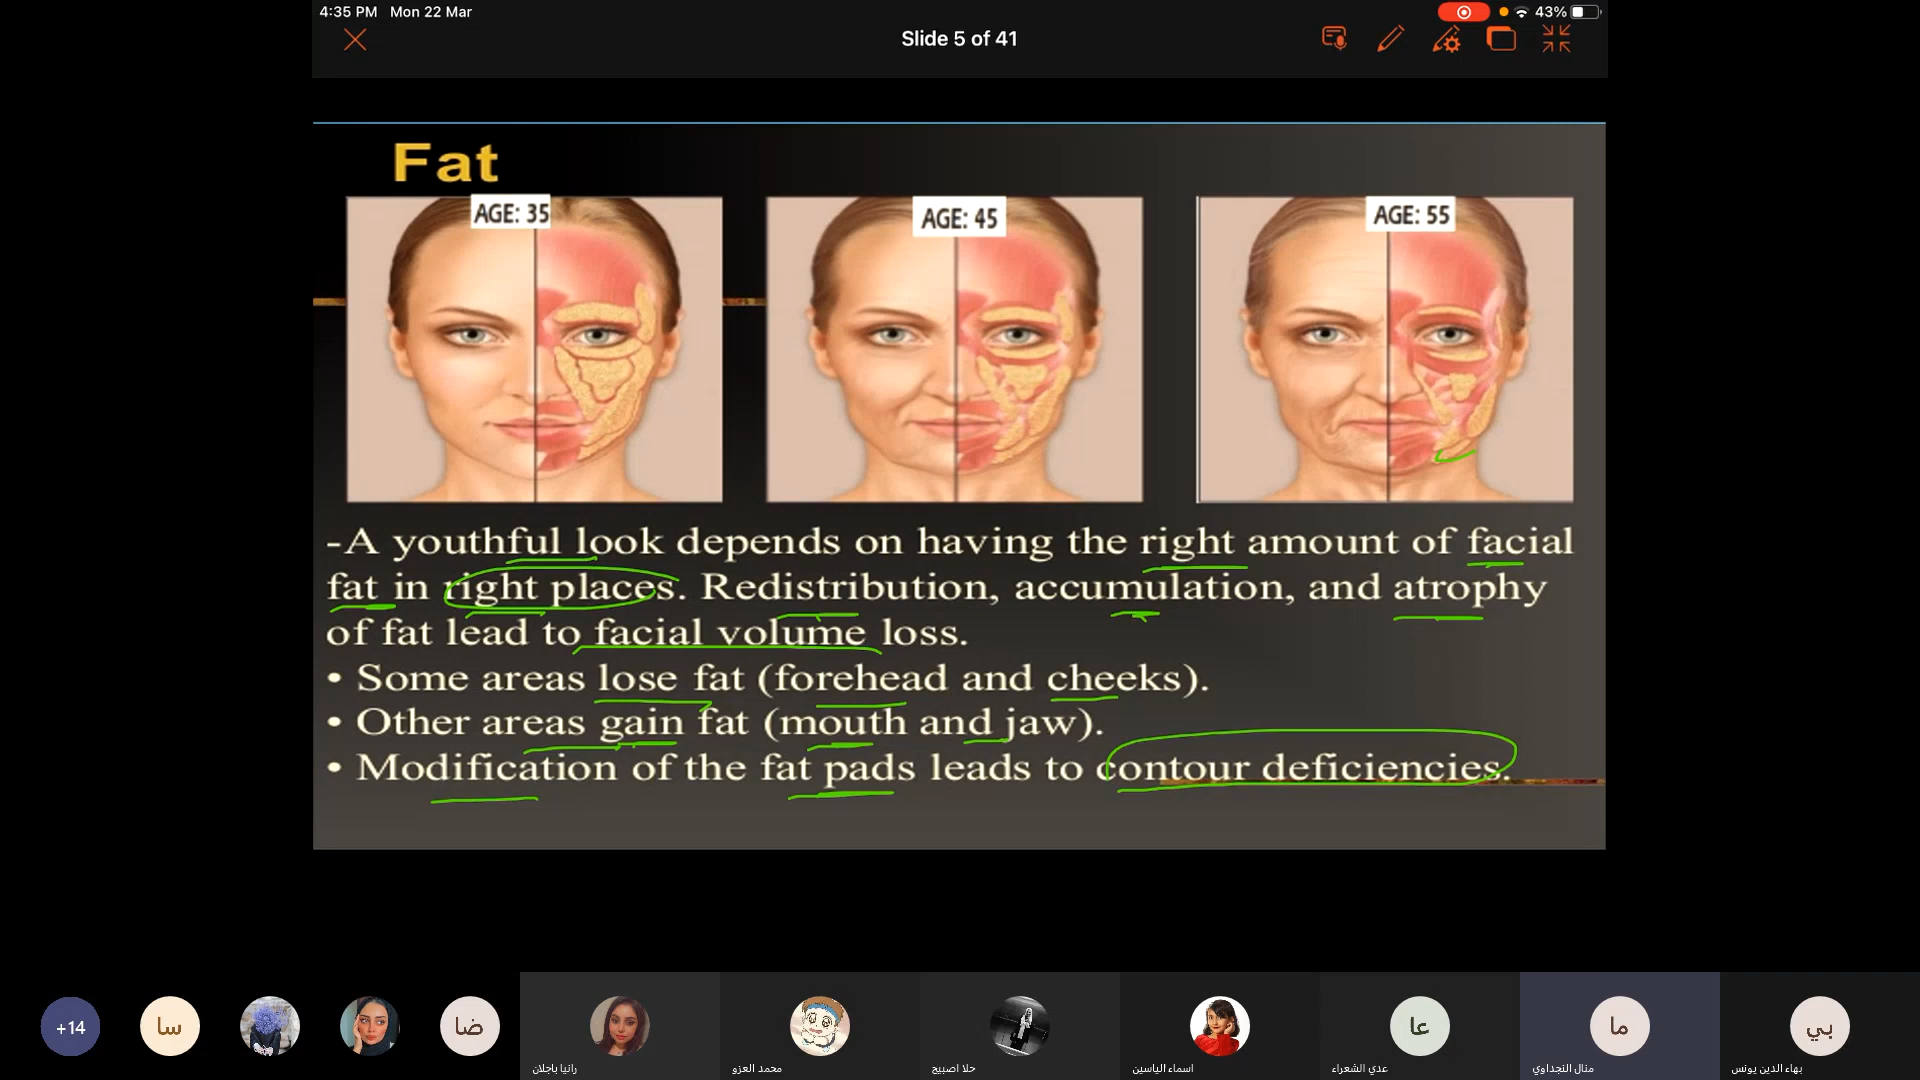 4:35 PM Mon 22 Mar
43%
Slide 5 of 41
Fat
AGE: 35
AGE: 45
AGE: 55
-A youthful look depends on having the right amount of facial
fat in right places. Redistribution, accumulation, and atrophy
of fat lead to facial volume loss.
• Some areas lose fat (forehead and cheeks).
• Other areas gain fat (mouth and jaw).
• Modification of the fat pads leads to contour deficiencies.
+14
سا
ضا
عا
ما
بي
رانيا باجلان
محمد العزو
حلا اصبيح
اسماء الياسين
عدي الشعراء
منال النجداوي
بهاء الدين يونس